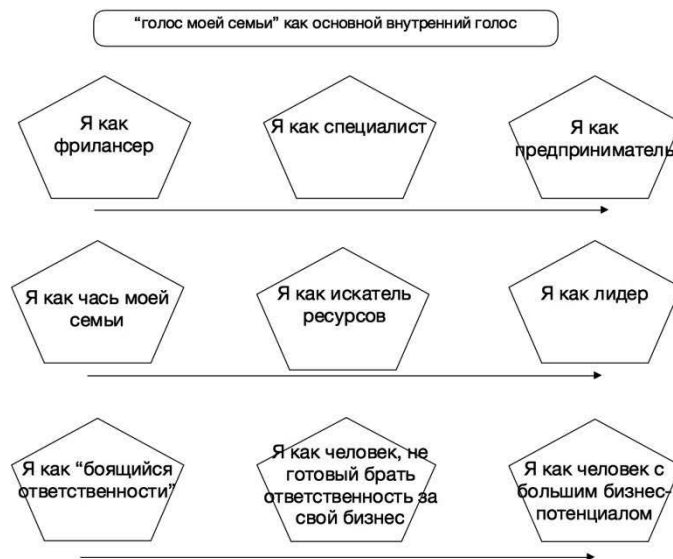 “голос моей семьи” как основной внутренний голос
Я как
фрилансер
Я как специалист
Я как
предприниматель
Я как чась моей
семьи
Я как искатель
ресурсов
Я как лидер
Я как “боящийся
ответственности”
Я как человек, не
готовый брать
ответственность за
свой бизнес
Я как человек с
большим бизнес-
потенциалом